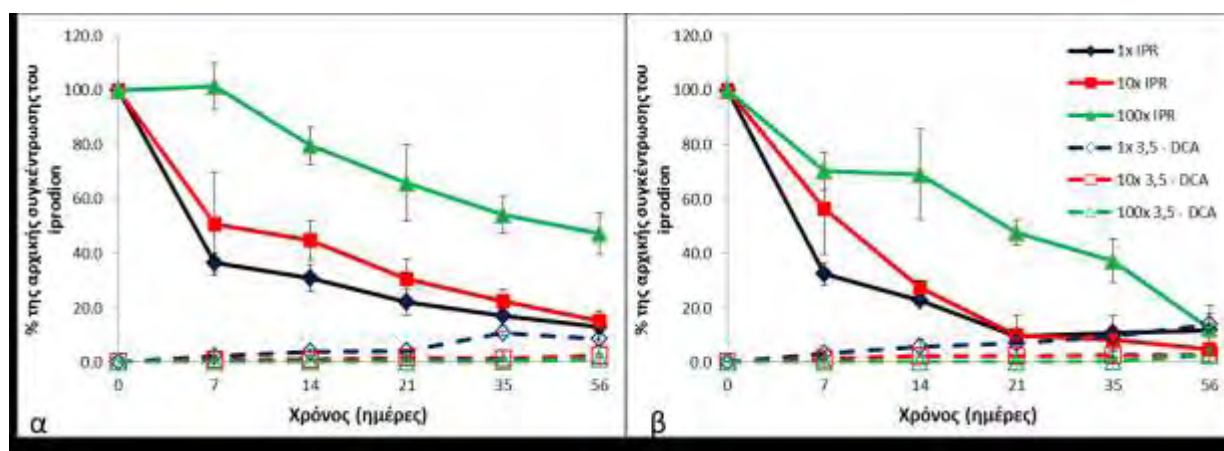 120.0
100.0
80.0
60.0
40.0
20.0
0.0
% της αρχικής συγκέντρωσης του
iprodion
0 7 14 21 35 56
Χρόνος (ημέρες)
α
120.0
100.0
80.0
60.0
40.0
20.0
0.0
% της αρχικής συγκέντρωσης του
iprodion
1x IPR
10x IPR
100x IPR
1x 3,5 - DCA
10x 3,5 - DCA
100x 3,5 - DCA
0 7 14 21 35 56
Χρόνος (ημέρες)
β